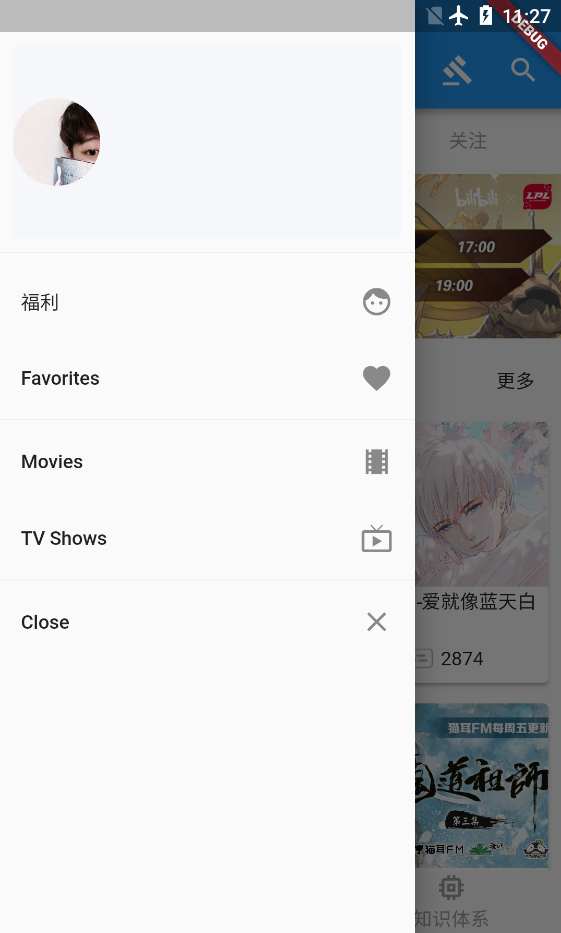 11:27
DEBUG
关注
bilibili × LPL
17:00
19:00
福利
更多
Favorites
Movies
TV Shows
-爱就像蓝天白
Close
2874
猫耳FM每周五更新
道祖師
第三集
猫耳FM
知识体系